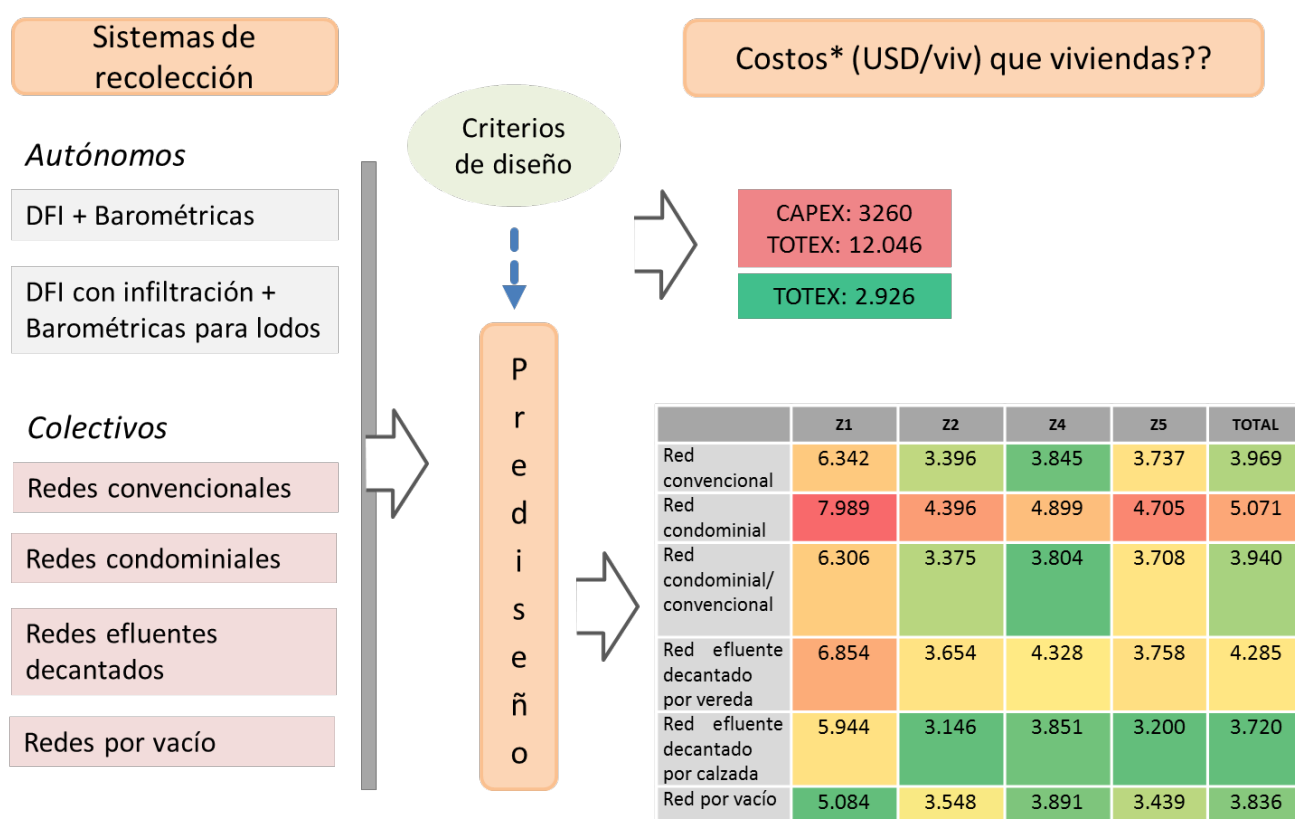 Sistemas de
recolección
Costos* (USD/viv) que viviendas??
Autónomos
DFI + Barométricas
DFI con infiltración +
Barométricas para lodos
Colectivos
Redes convencionales
Redes condominiales
Redes efluentes
decantados
Redes por vacío
Criterios
de diseño
P
r
e
d
i
s
e
ñ
o
CAPEX: 3260
TOTEX: 12.046
TOTEX: 2.926
Z1 Z2 Z4 Z5 TOTAL
Red 6.342 3.396 3.845 3.737 3.969
convencional
Red 7.989 4.396 4.899 4.705 5.071
condominial
Red 6.306 3.375 3.804 3.708 3.940
condominial/
convencional
Red efluente 6.854 3.654 4.328 3.758 4.285
decantado
por vereda
Red efluente 5.944 3.146 3.851 3.200 3.720
decantado
por calzada
Red por vacío 5.084 3.548 3.891 3.439 3.836